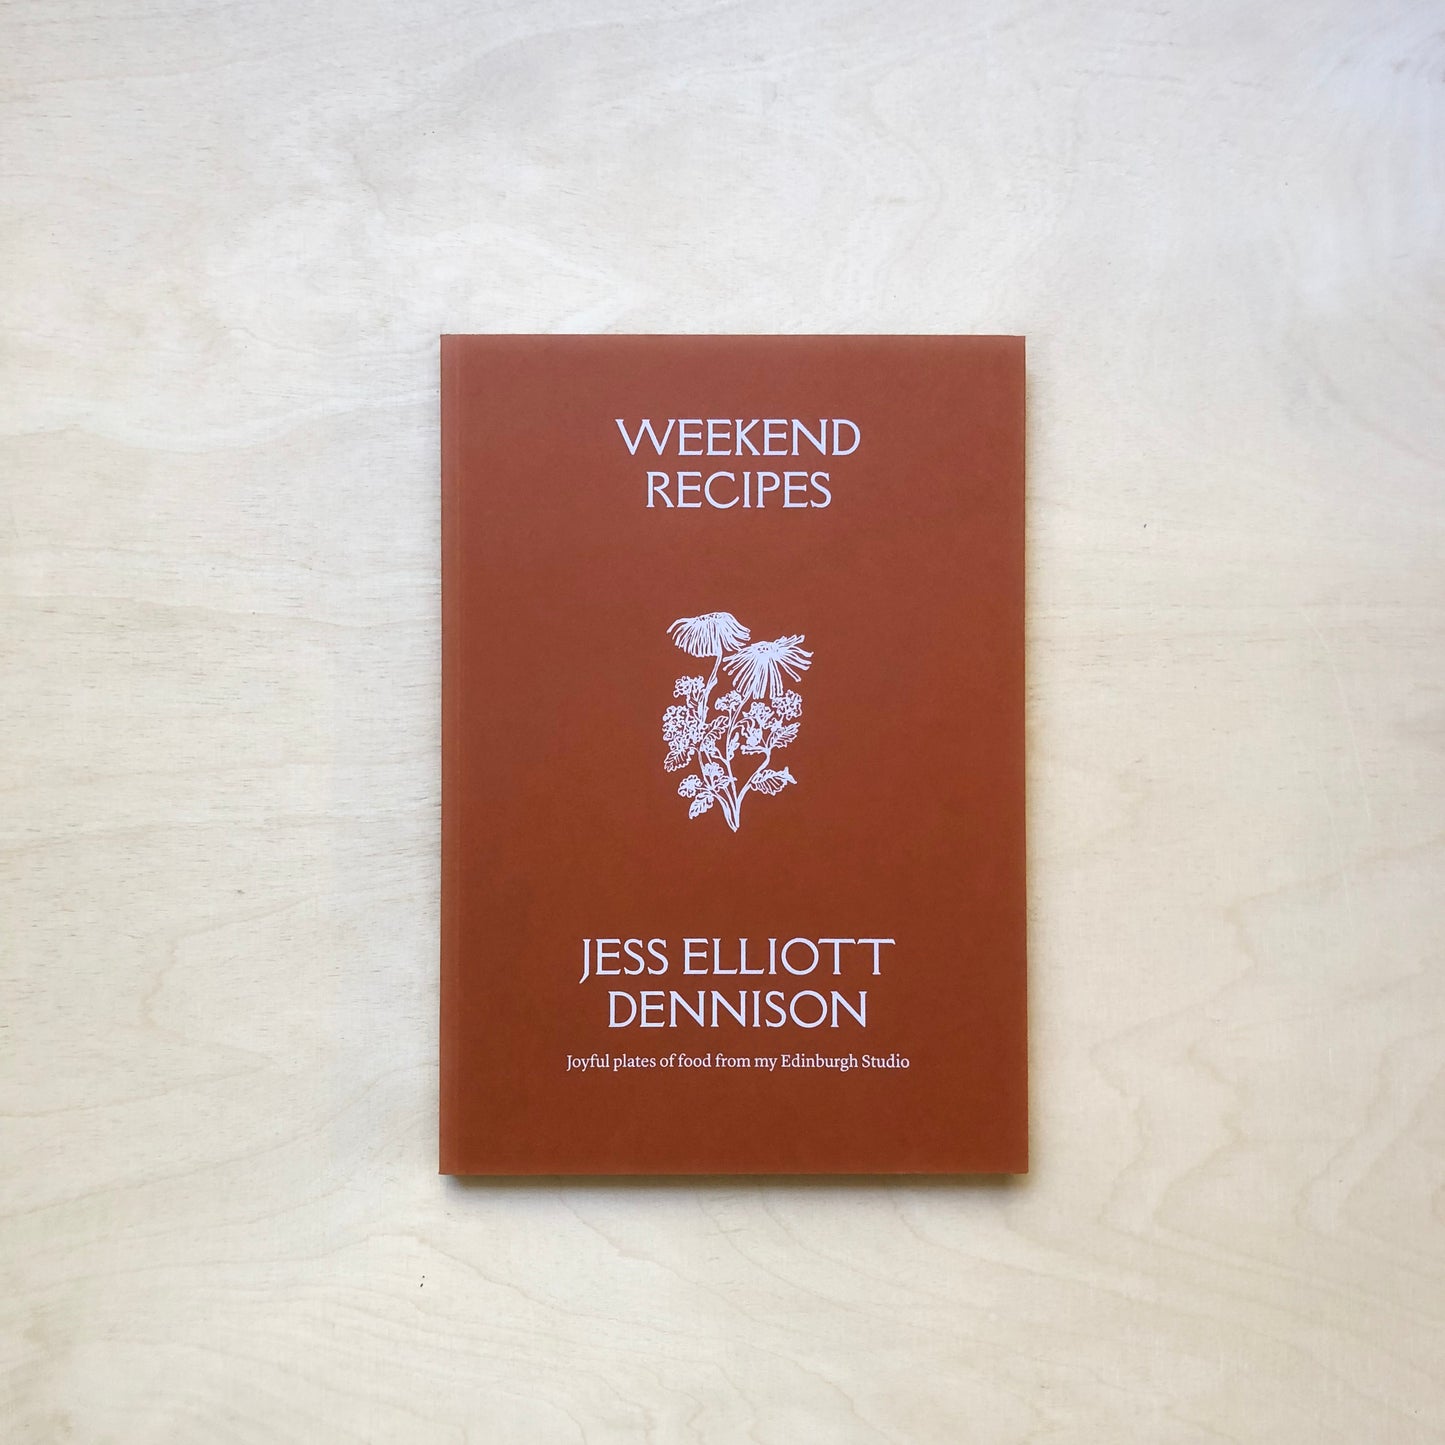 WEEKEND
RECIPES
JESS ELLIOTT
DENNISON
Joyful plates of food from my Edinburgh Studio